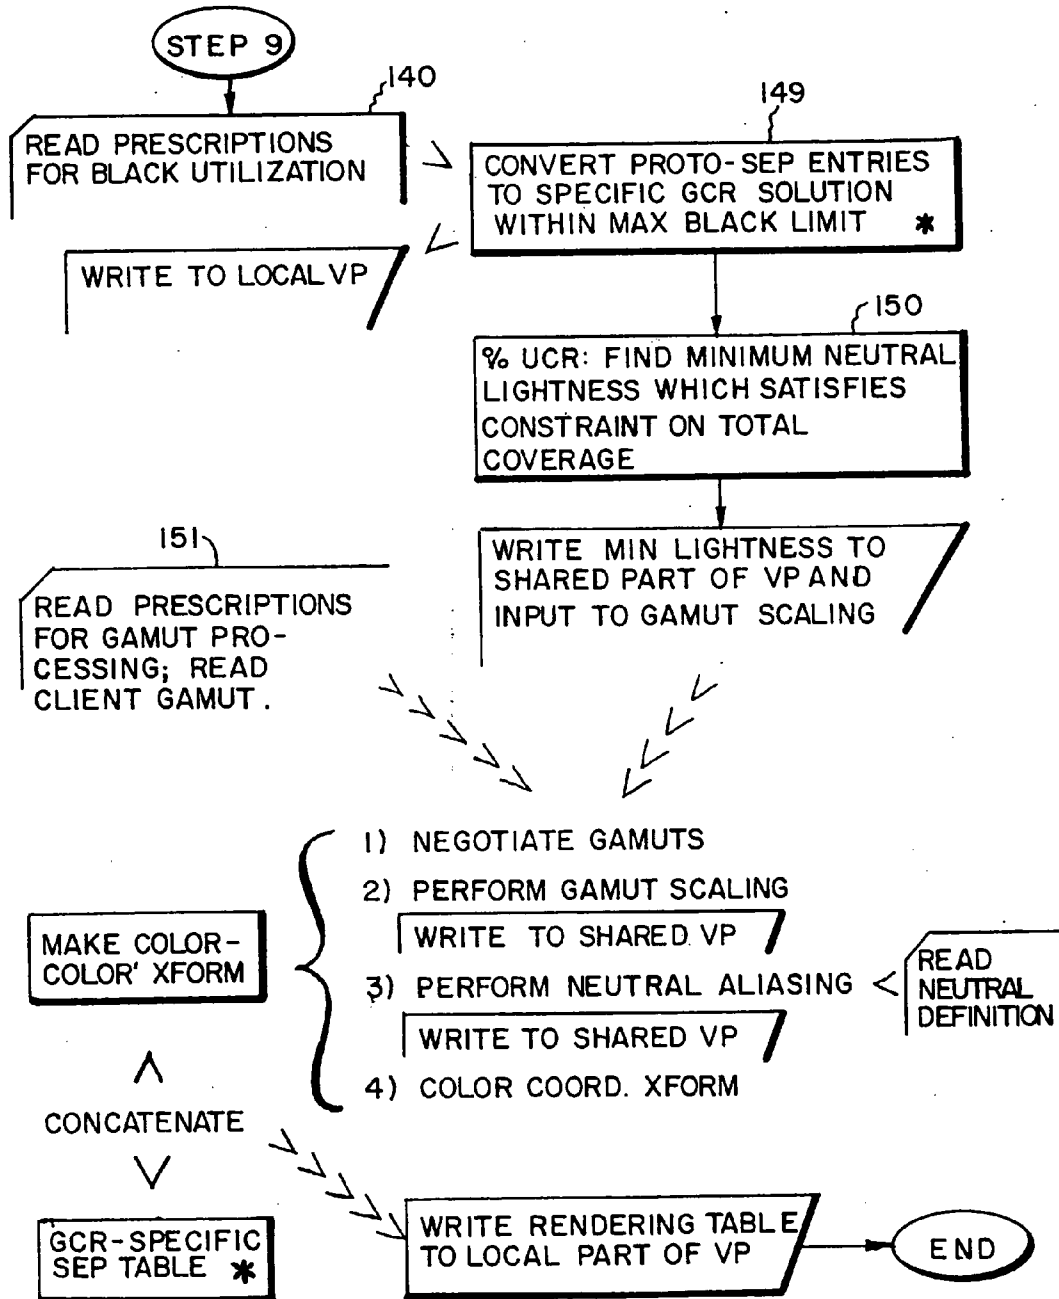 STEP 9
140
READ PRESCRIPTIONS
FOR BLACK UTILIZATION
149
CONVERT PROTO-SEP ENTRIES
TO SPECIFIC GCR SOLUTION
WITHIN MAX BLACK LIMIT *
WRITE TO LOCAL VP
150
% UCR: FIND MINIMUM NEUTRAL
LIGHTNESS WHICH SATISFIES
CONSTRAINT ON TOTAL
COVERAGE
WRITE MIN LIGHTNESS TO
SHARED PART OF VP AND
INPUT TO GAMUT SCALING
151
READ PRESCRIPTIONS
FOR GAMUT PRO-
CESSING; READ
CLIENT GAMUT.
1) NEGOTIATE GAMUTS
2) PERFORM GAMUT SCALING
WRITE TO SHARED VP
3) PERFORM NEUTRAL ALIASING
WRITE TO SHARED VP
4) COLOR COORD. XFORM
READ
NEUTRAL
DEFINITION
MAKE COLOR-
COLOR' XFORM
CONCATENATE
GCR-SPECIFIC
SEP TABLE *
WRITE RENDERING TABLE
TO LOCAL PART OF VP
END